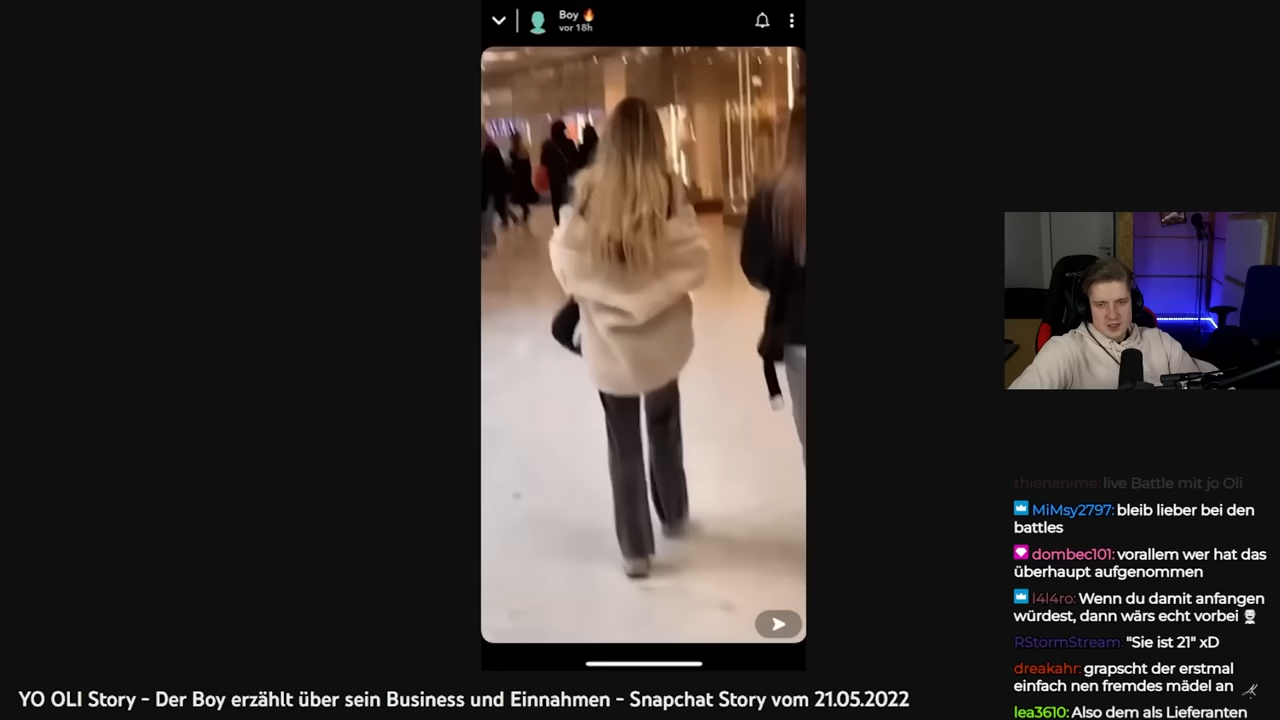 Boy 🔥
vor 18h
thienanime: live Battle mit jo Oli
MiMsy2797: bleib lieber bei den
battles
dombec101: vorallem wer hat das
überhaupt aufgenommen
l4l4ro: Wenn du damit anfangen
würdest, dann wärs echt vorbei
RStormStream: "Sie ist 21" xD
dreakahr: grapscht der erstmal
einfach nen fremdes mädel an
lea3610: Also dem als Lieferanten
YO OLI Story - Der Boy erzählt über sein Business und Einnahmen - Snapchat Story vom 21.05.2022